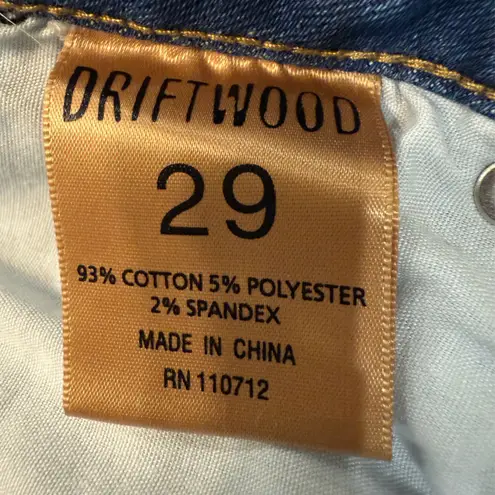 DRIFTWOOD
29
93% COTTON 5% POLYESTER
2% SPANDEX
MADE IN CHINA
RN 110712